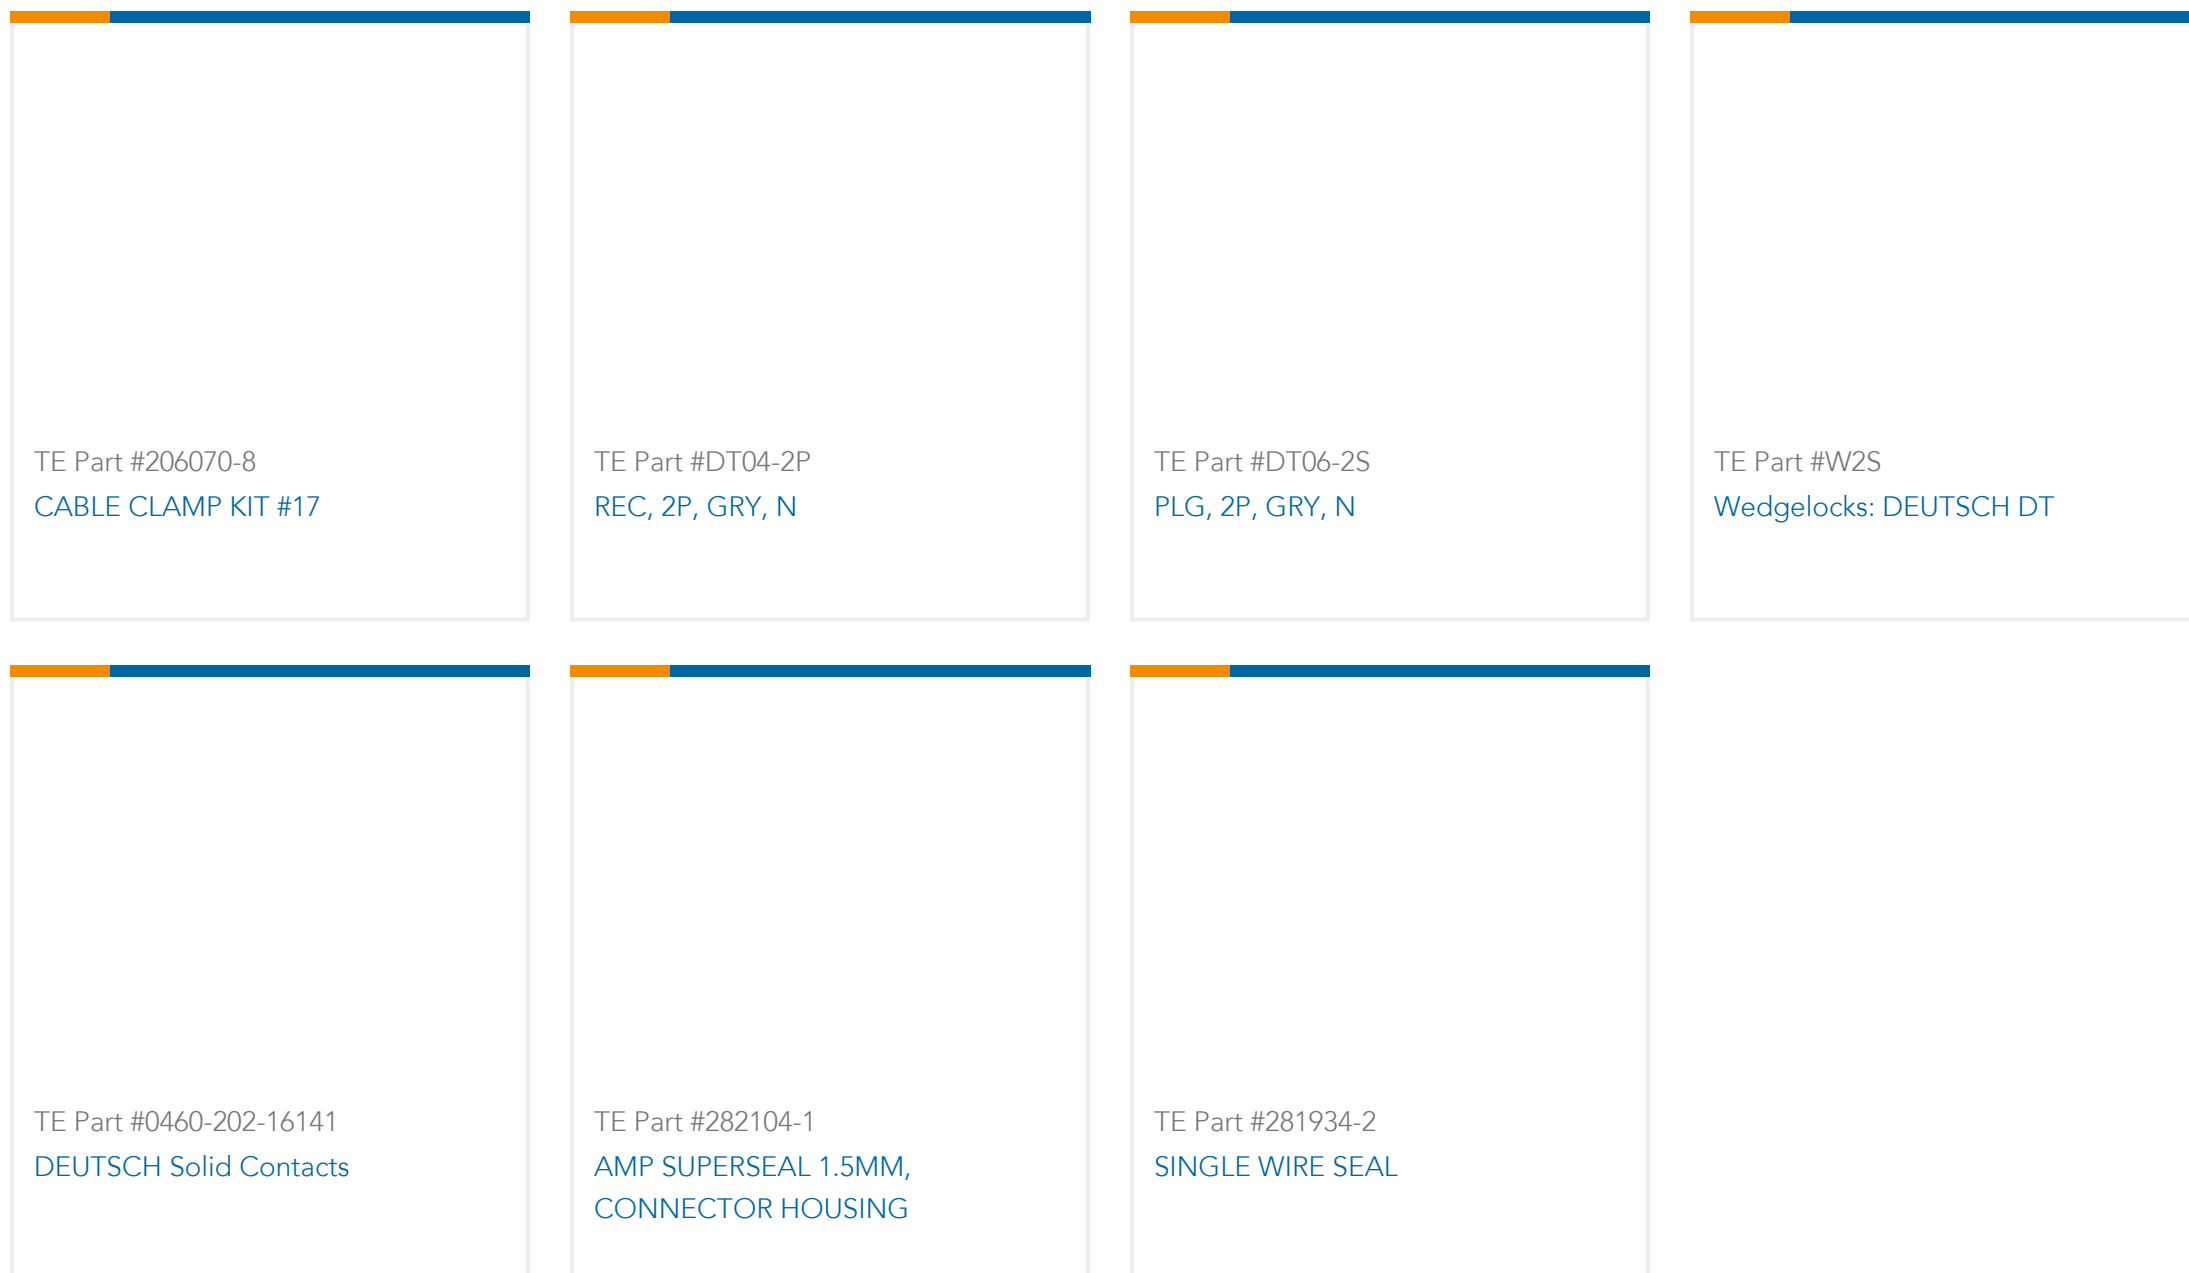 TE Part #206070-8
CABLE CLAMP KIT #17
TE Part #DT04-2P
REC, 2P, GRY, N
TE Part #DT06-2S
PLG, 2P, GRY, N
TE Part #W2S
Wedgelocks: DEUTSCH DT
TE Part #0460-202-16141
DEUTSCH Solid Contacts
TE Part #282104-1
AMP SUPERSEAL 1.5MM,
CONNECTOR HOUSING
TE Part #281934-2
SINGLE WIRE SEAL